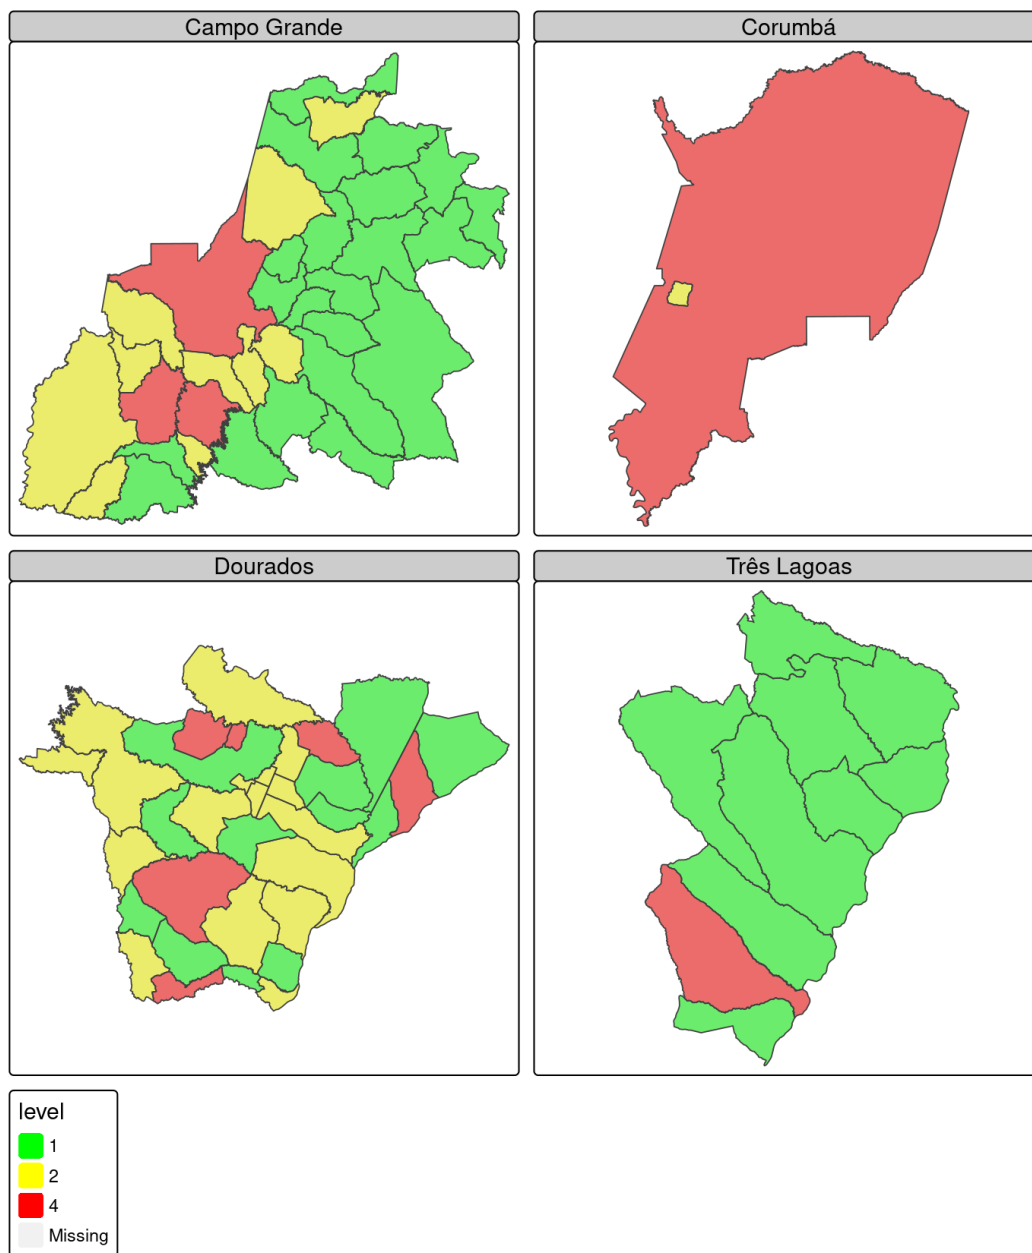 Campo Grande
Corumbá
Dourados
Três Lagoas
level
1
2
4
Missing